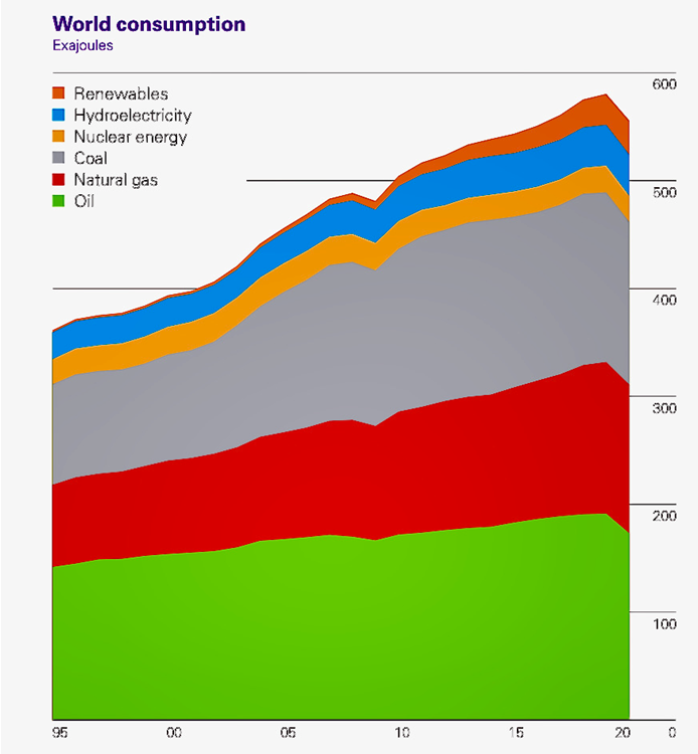 World consumption
Exajoules
600
Renewables
Hydroelectricity
Nuclear energy
Coal
Natural gas
500
Oil
400
300
200
100
95 00 05 10 15 20 0